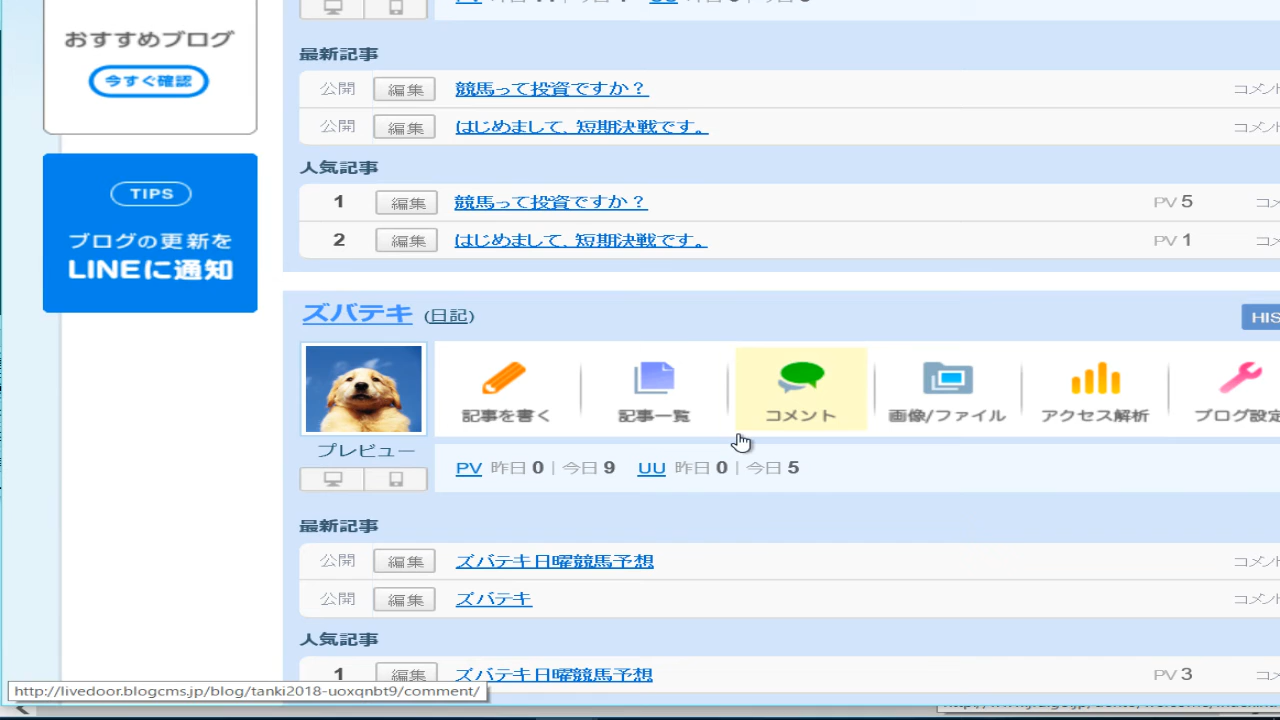 おすすめブログ
今すぐ確認
TIPS
ブログの更新を
LINEに通知
最新記事
公開 編集 競馬って投資ですか？
公開 編集 はじめまして、短期決戦です。
人気記事
1 編集 競馬って投資ですか？ PV 5
2 編集 はじめまして、短期決戦です。 PV 1
ズバテキ (日記)
記事を書く 記事一覧 コメント 画像/ファイル アクセス解析 ブログ設定
プレビュー
PV 昨日 0 | 今日 9 UU 昨日 0 | 今日 5
最新記事
公開 編集 ズバテキ日曜競馬予想
公開 編集 ズバテキ
人気記事
1 編集 ズバテキ日曜競馬予想 PV 3
http://livedoor.blogcms.jp/blog/tanki2018-uoxqnbt9/comment/